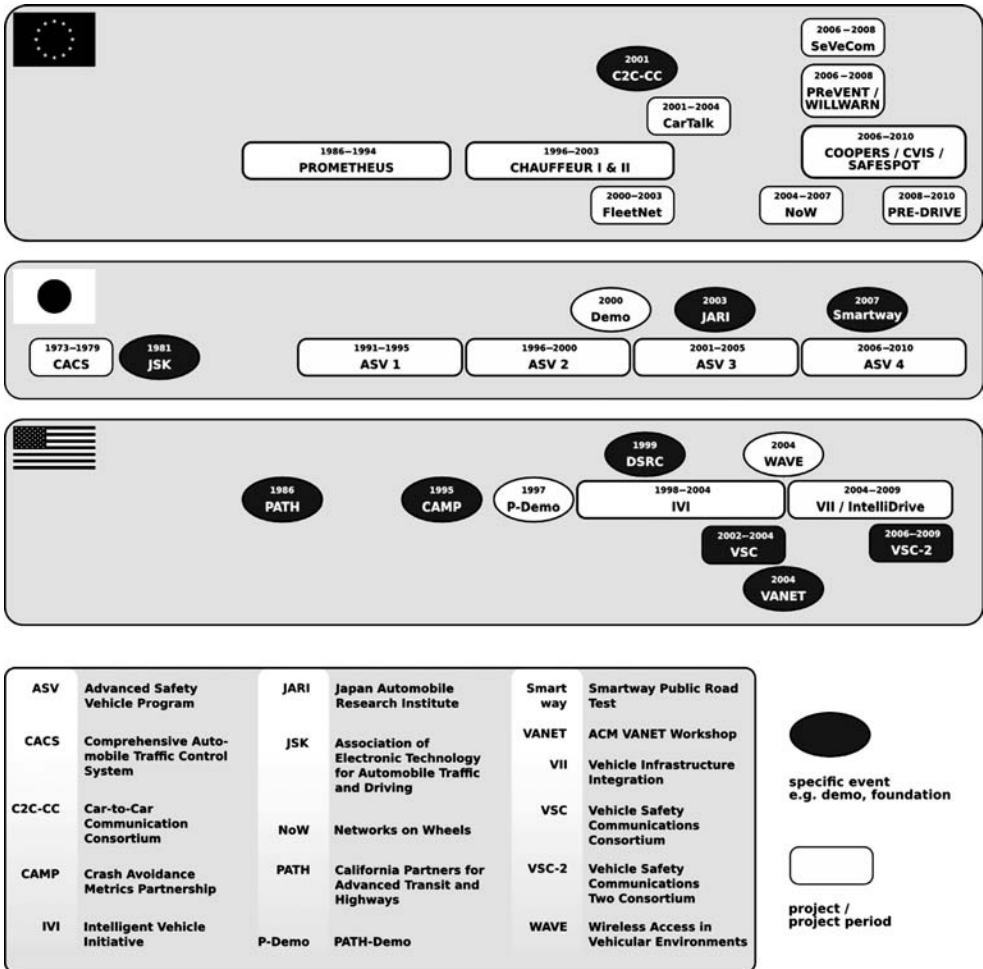 2006–2008
SeVeCom
2001
C2C-CC
2006–2008
PReVENT /
WILLWARN
2001–2004
CarTalk
1986–1994
PROMETHEUS
1996–2003
CHAUFFEUR I & II
2006–2010
COOPERS / CVIS /
SAFESPOT
2000–2003
FleetNet
2004–2007
NoW
2008–2010
PRE-DRIVE
2000
Demo
2003
JARI
2007
Smartway
1973–1979
CACS
1981
JSK
1991–1995
ASV 1
1996–2000
ASV 2
2001–2005
ASV 3
2006–2010
ASV 4
1999
DSRC
2004
WAVE
1986
PATH
1995
CAMP
1997
P-Demo
1998–2004
IVI
2004–2009
VII / IntelliDrive
2002–2004
VSC
2006–2009
VSC-2
2004
VANET
ASV Advanced Safety
Vehicle Program
CACS Comprehensive Auto-
mobile Traffic Control
System
C2C-CC Car-to-Car
Communication
Consortium
CAMP Crash Avoidance
Metrics Partnership
IVI Intelligent Vehicle
Initiative
JARI Japan Automobile
Research Institute
JSK Association of
Electronic Technology
for Automobile Traffic
and Driving
NoW Networks on Wheels
PATH California Partners for
Advanced Transit and
Highways
P-Demo PATH-Demo
Smart Smartway Public Road
way Test
VANET ACM VANET Workshop
VII Vehicle Infrastructure
Integration
VSC Vehicle Safety
Communications
Consortium
VSC-2 Vehicle Safety
Communications
Two Consortium
WAVE Wireless Access in
Vehicular Environments
specific event
e.g. demo, foundation
project /
project period